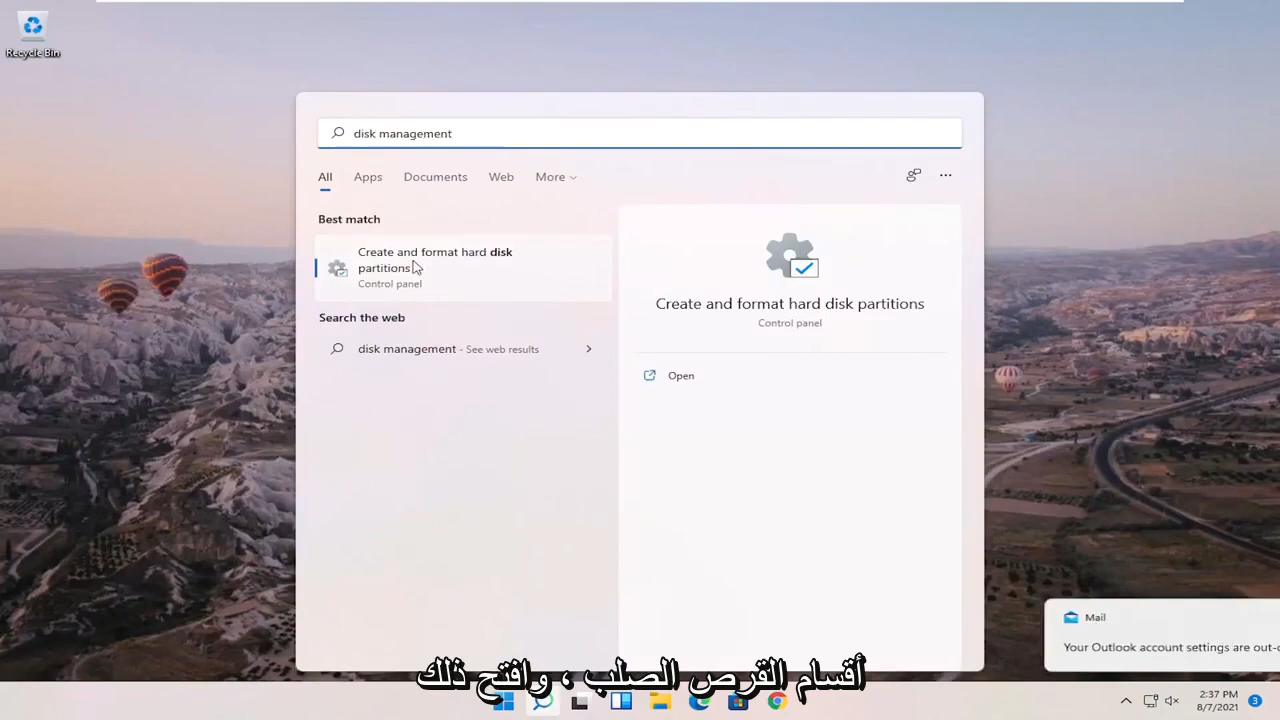 Recycle Bin
disk management
All Apps Documents Web More
Best match
Create and format hard disk
partitions
Control panel
Search the web
disk management - See web results
Create and format hard disk partitions
Control panel
Open
Mail
Your Outlook account settings are out-o
أقسام القرص الصلب ، وافتح ذلك
2:37 PM
8/7/2021
3